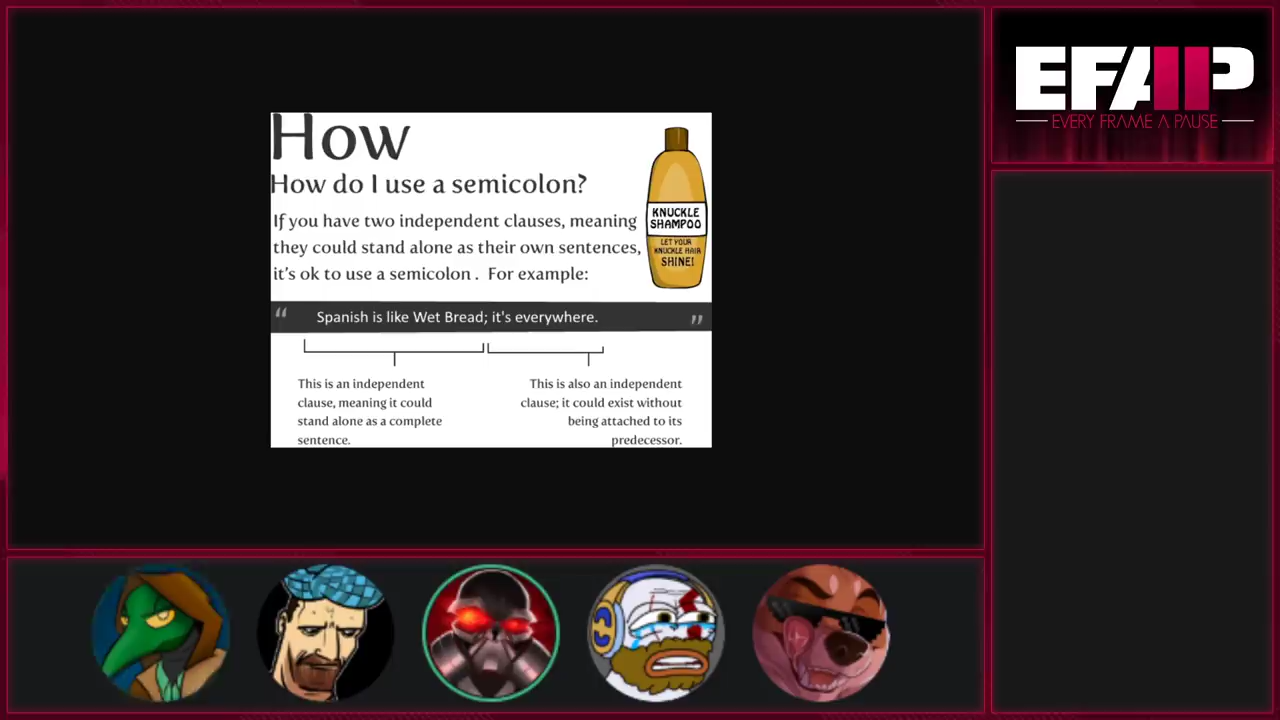 How
How do I use a semicolon?
If you have two independent clauses, meaning
they could stand alone as their own sentences,
it's ok to use a semicolon .  For example:
KNUCKLE
SHAMPOO
LET YOUR
KNUCKLE HAIR
SHINE!
“ Spanish is like Wet Bread; it's everywhere. ”
This is an independent
clause, meaning it could
stand alone as a complete
sentence.
This is also an independent
clause; it could exist without
being attached to its
predecessor.
EFAP
EVERY FRAME A PAUSE